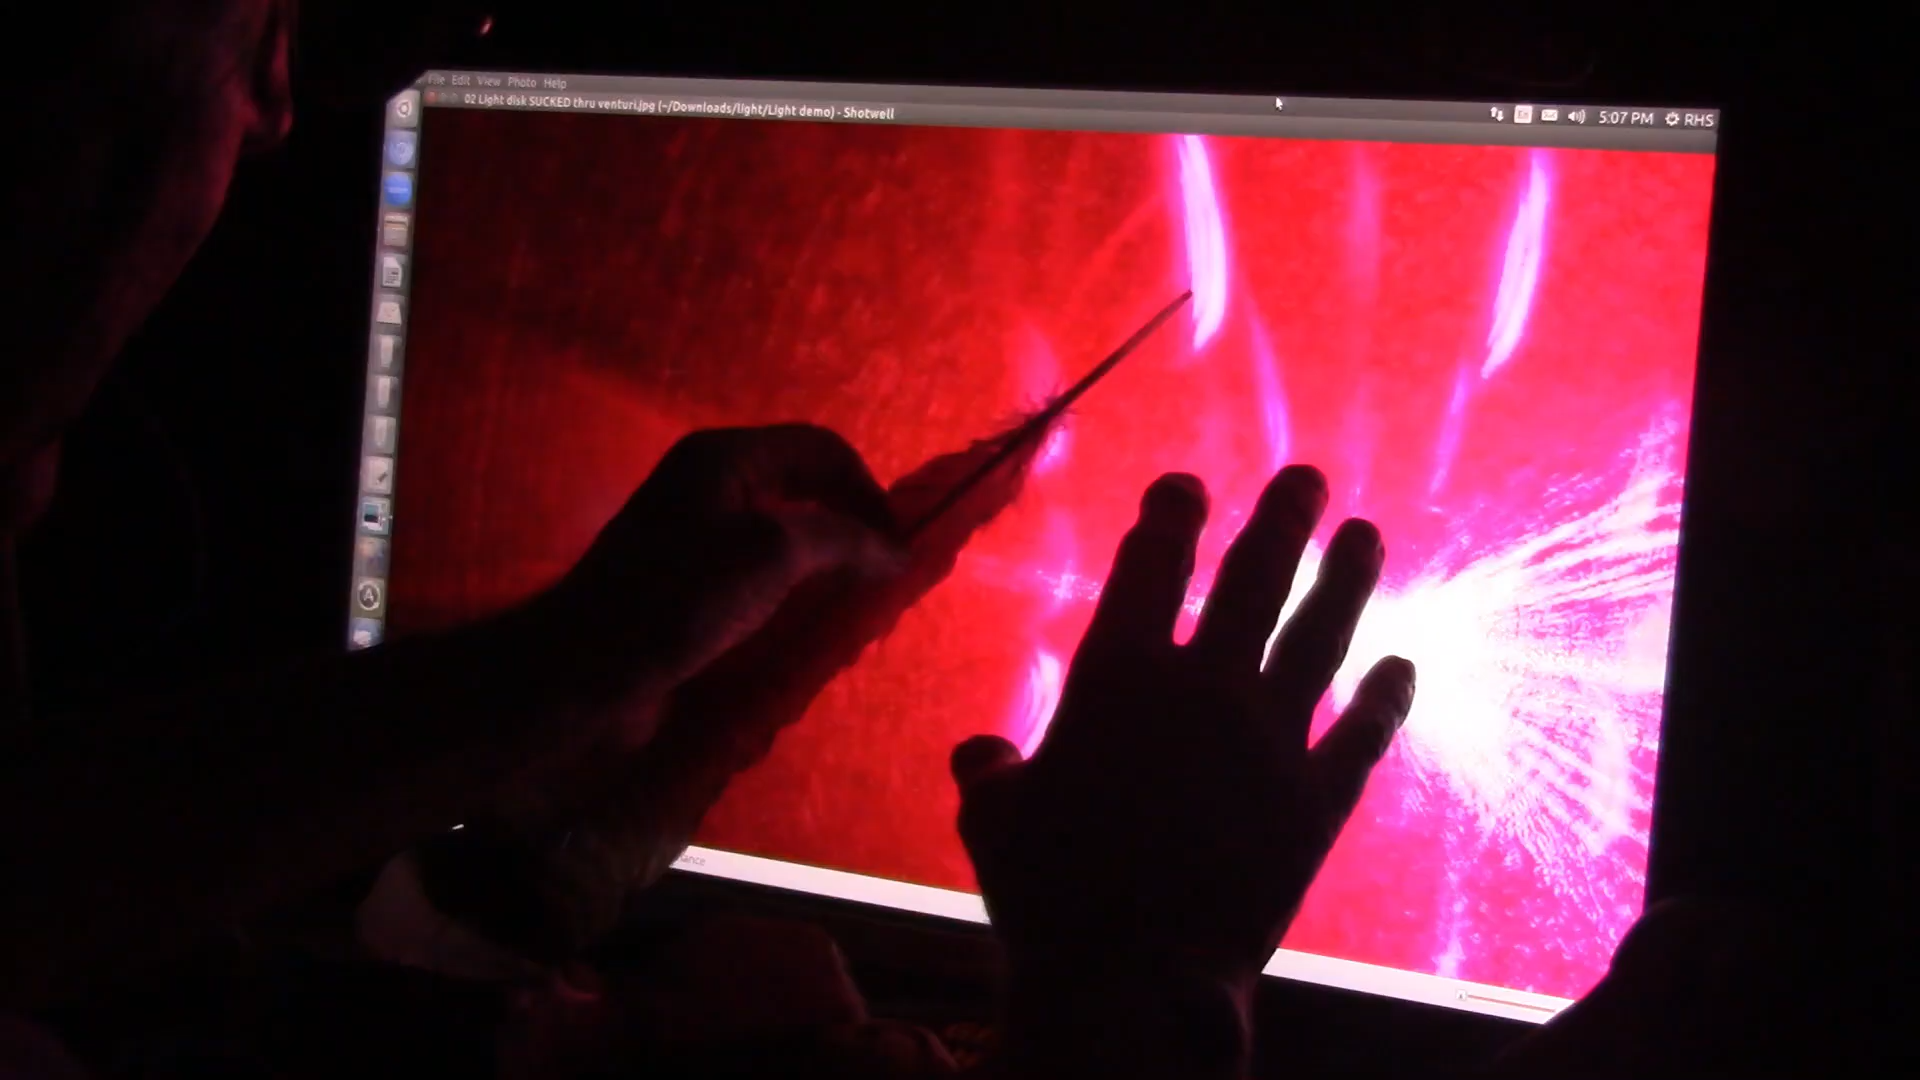 File Edit View Photo Help
02 Light disk SUCKED thru venturi.jpg (~/Downloads/light/Light demo) - Shotwell
En 5:07 PM RHS
A